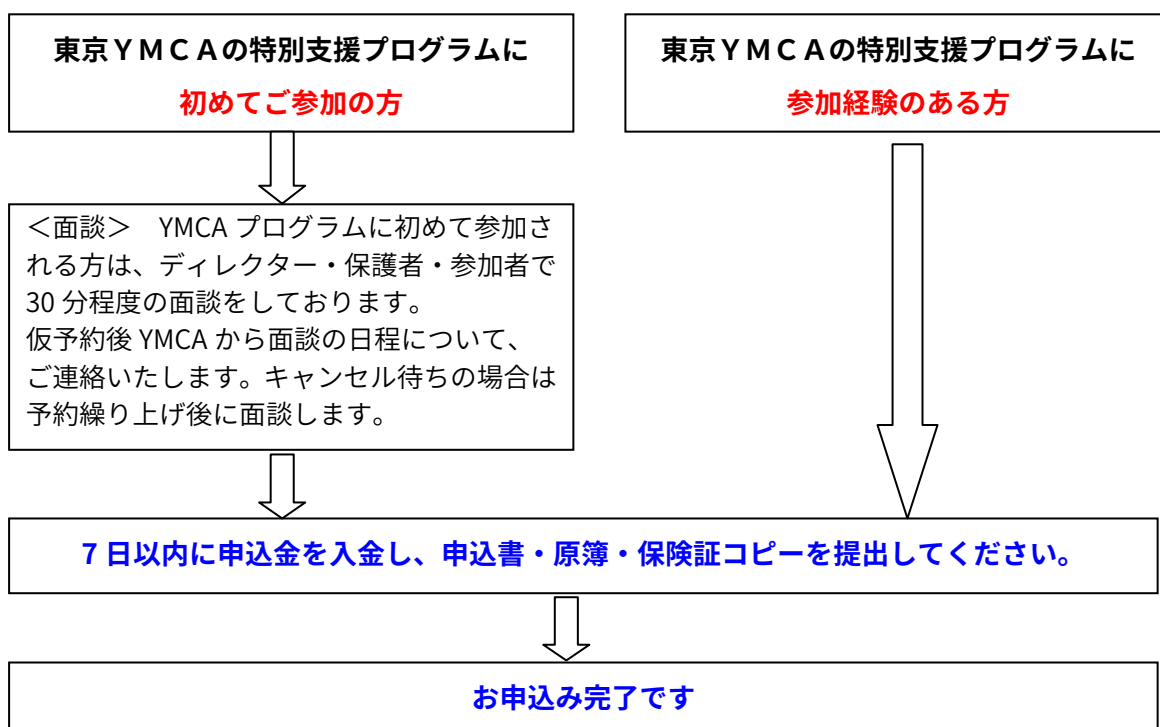 東京ＹＭＣＡの特別支援プログラムに
初めてご参加の方
東京ＹＭＣＡの特別支援プログラムに
参加経験のある方
＜面談＞　YMCA プログラムに初めて参加さ
れる方は、ディレクター・保護者・参加者で
30 分程度の面談をしております。
仮予約後 YMCA から面談の日程について、
ご連絡いたします。キャンセル待ちの場合は
予約繰り上げ後に面談します。
7 日以内に申込金を入金し、申込書・原簿・保険証コピーを提出してください。
お申込み完了です